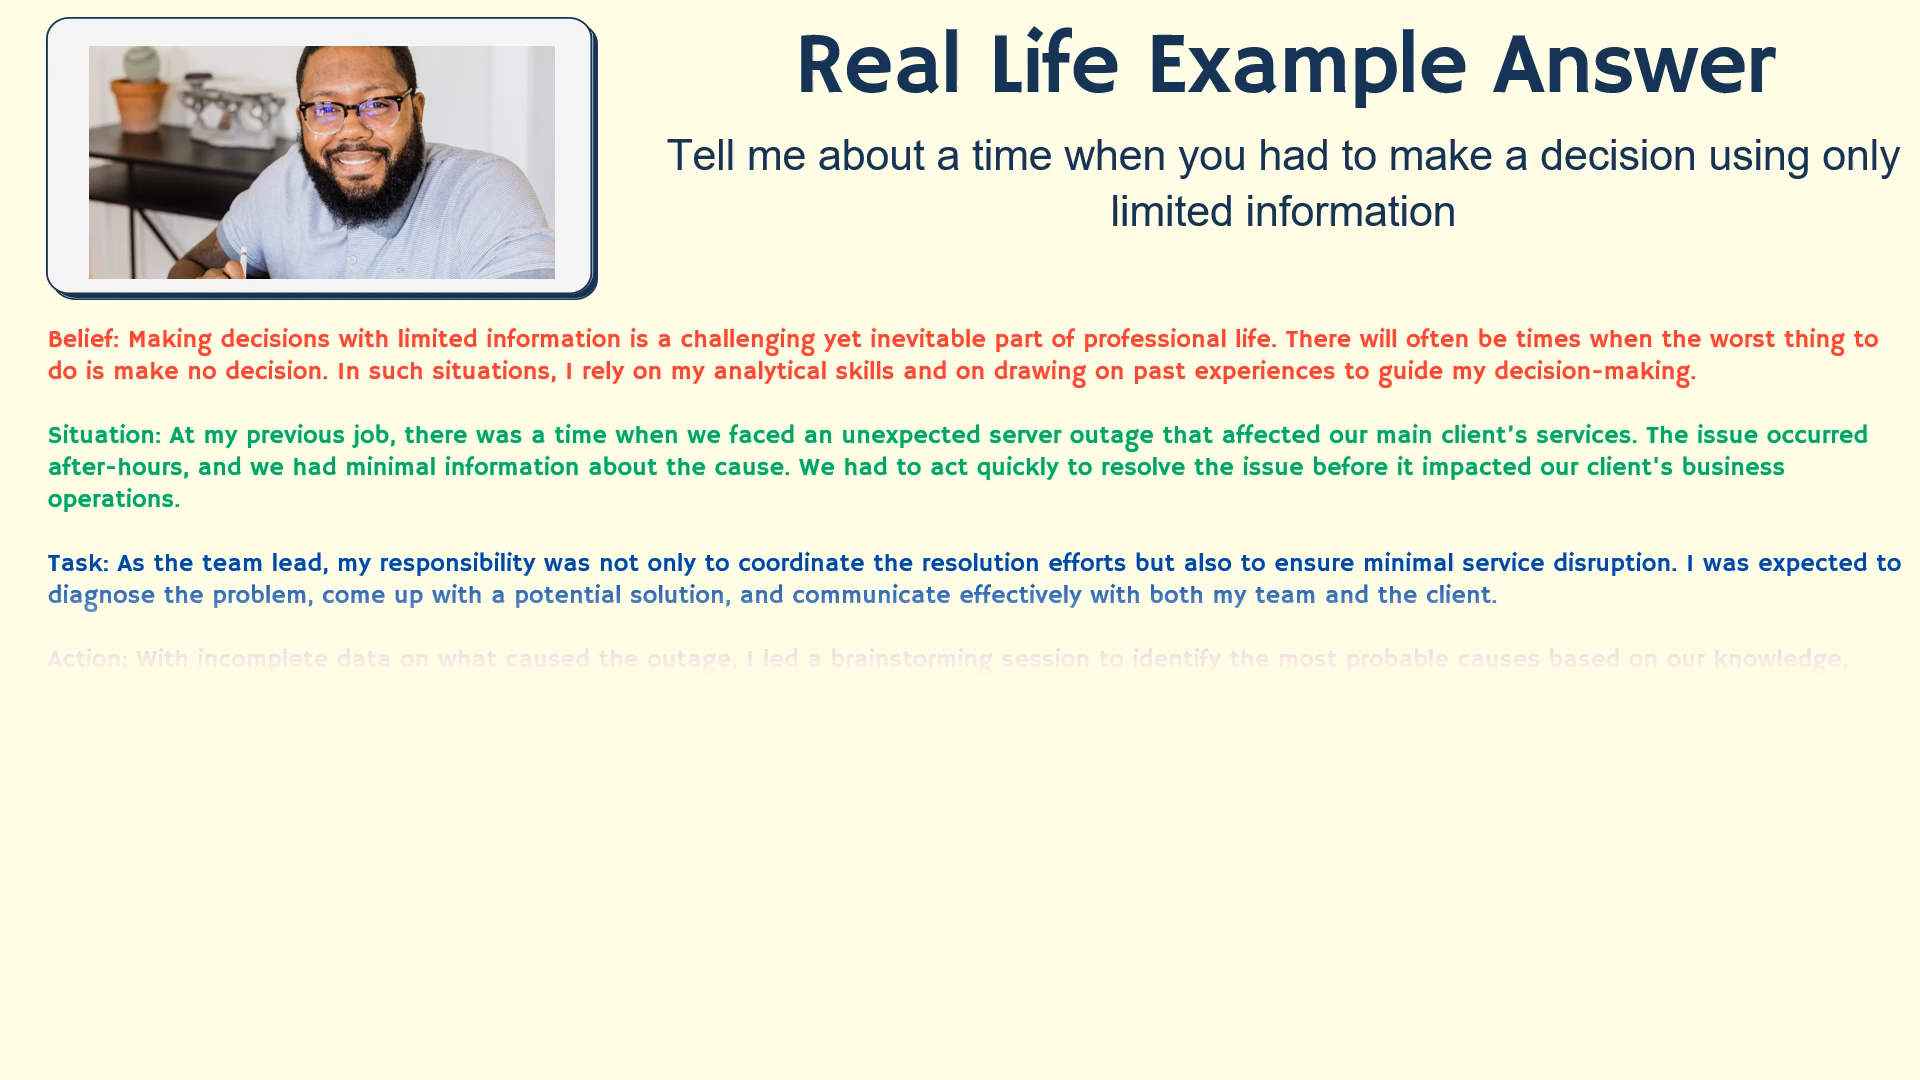 Real Life Example Answer
Tell me about a time when you had to make a decision using only
limited information
Belief: Making decisions with limited information is a challenging yet inevitable part of professional life. There will often be times when the worst thing to
do is make no decision. In such situations, I rely on my analytical skills and on drawing on past experiences to guide my decision-making.
Situation: At my previous job, there was a time when we faced an unexpected server outage that affected our main client’s services. The issue occurred
after-hours, and we had minimal information about the cause. We had to act quickly to resolve the issue before it impacted our client's business
operations.
Task: As the team lead, my responsibility was not only to coordinate the resolution efforts but also to ensure minimal service disruption. I was expected to
diagnose the problem, come up with a potential solution, and communicate effectively with both my team and the client.
Action: With incomplete data on what caused the outage, I led a brainstorming session to identify the most probable causes based on our knowledge.